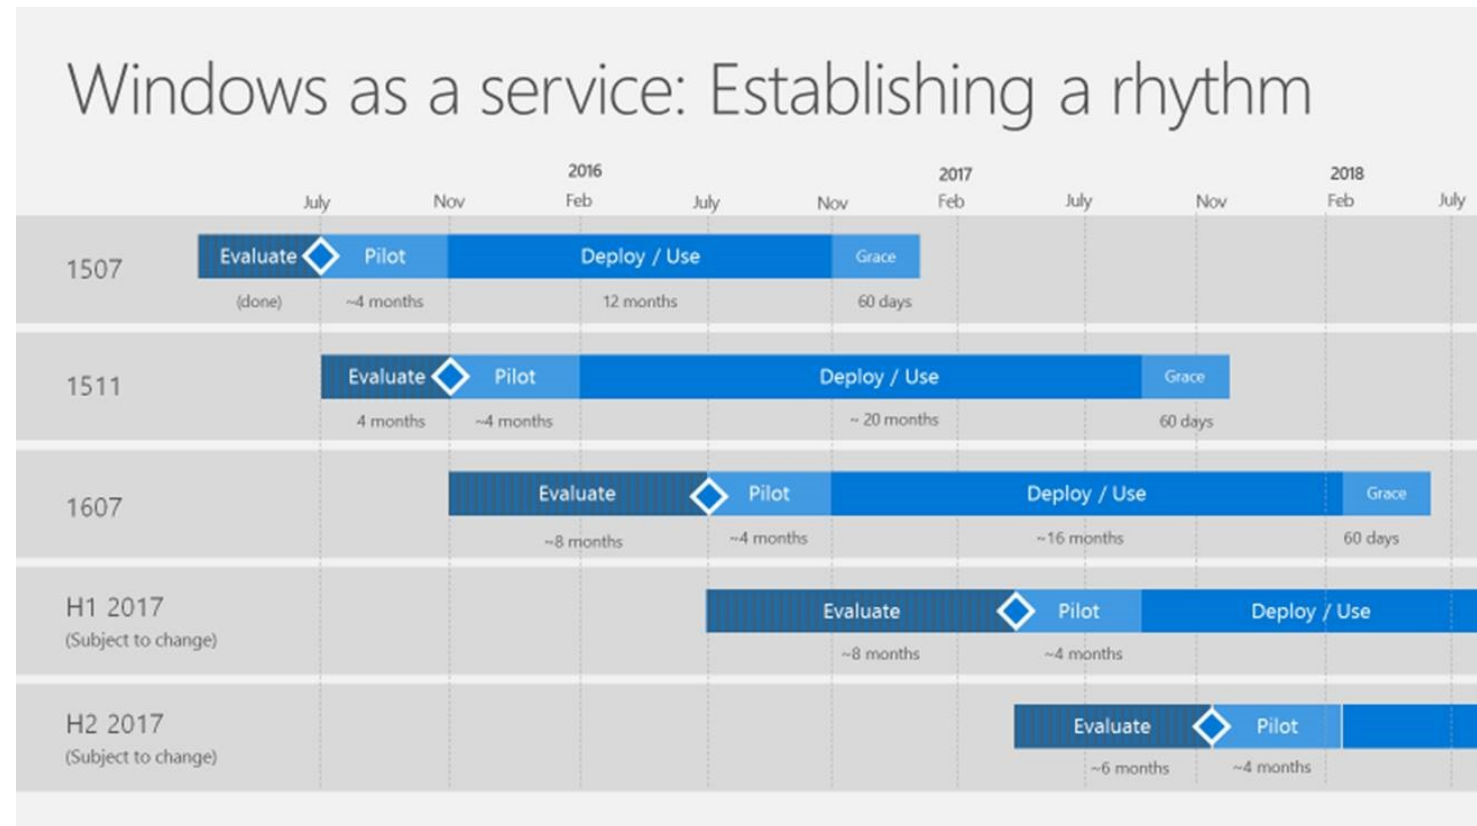 Windows as a service: Establishing a rhythm
2016 2017 2018
July Nov Feb July Nov Feb July Nov Feb July
1507 Evaluate Pilot Deploy / Use Grace
(done) ~4 months 12 months 60 days
1511 Evaluate Pilot Deploy / Use Grace
4 months ~4 months ~ 20 months 60 days
1607 Evaluate Pilot Deploy / Use Grace
~8 months ~4 months ~16 months 60 days
H1 2017 Evaluate Pilot Deploy / Use
(Subject to change) ~8 months ~4 months
H2 2017 Evaluate Pilot
(Subject to change) ~6 months ~4 months